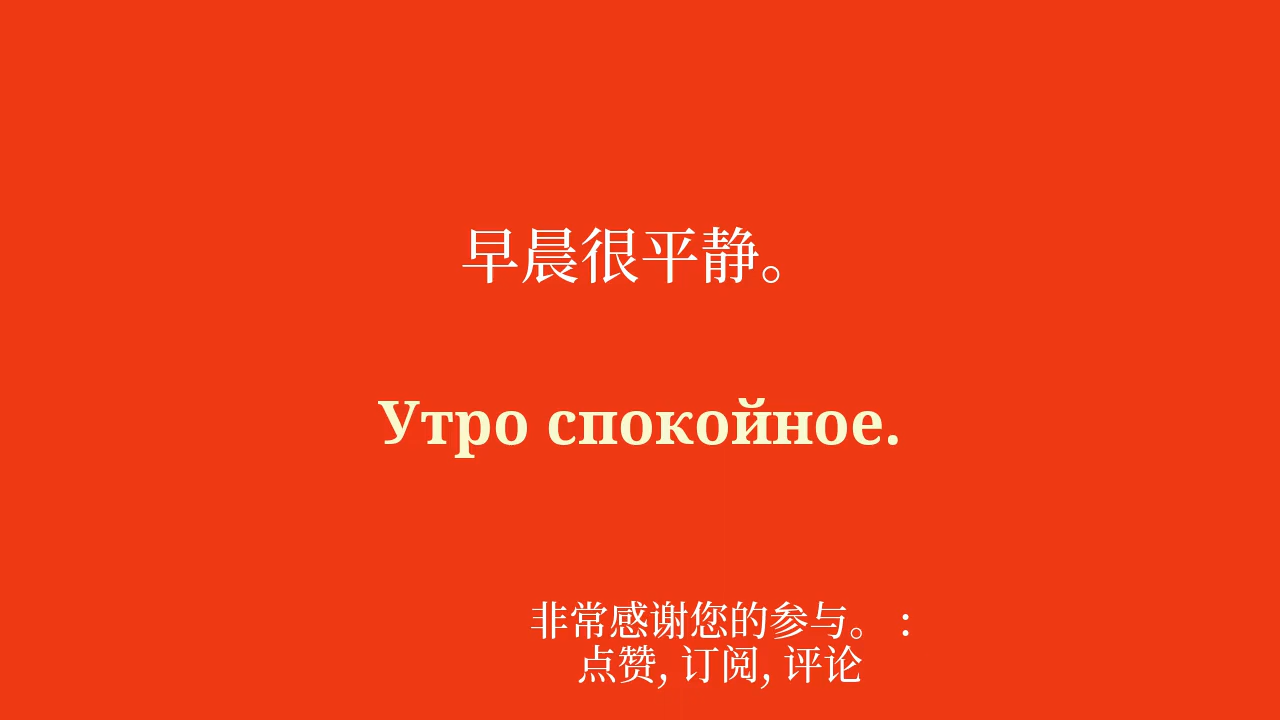 早晨很平静。
Утро спокойное.
非常感谢您的参与。 :
点赞, 订阅, 评论